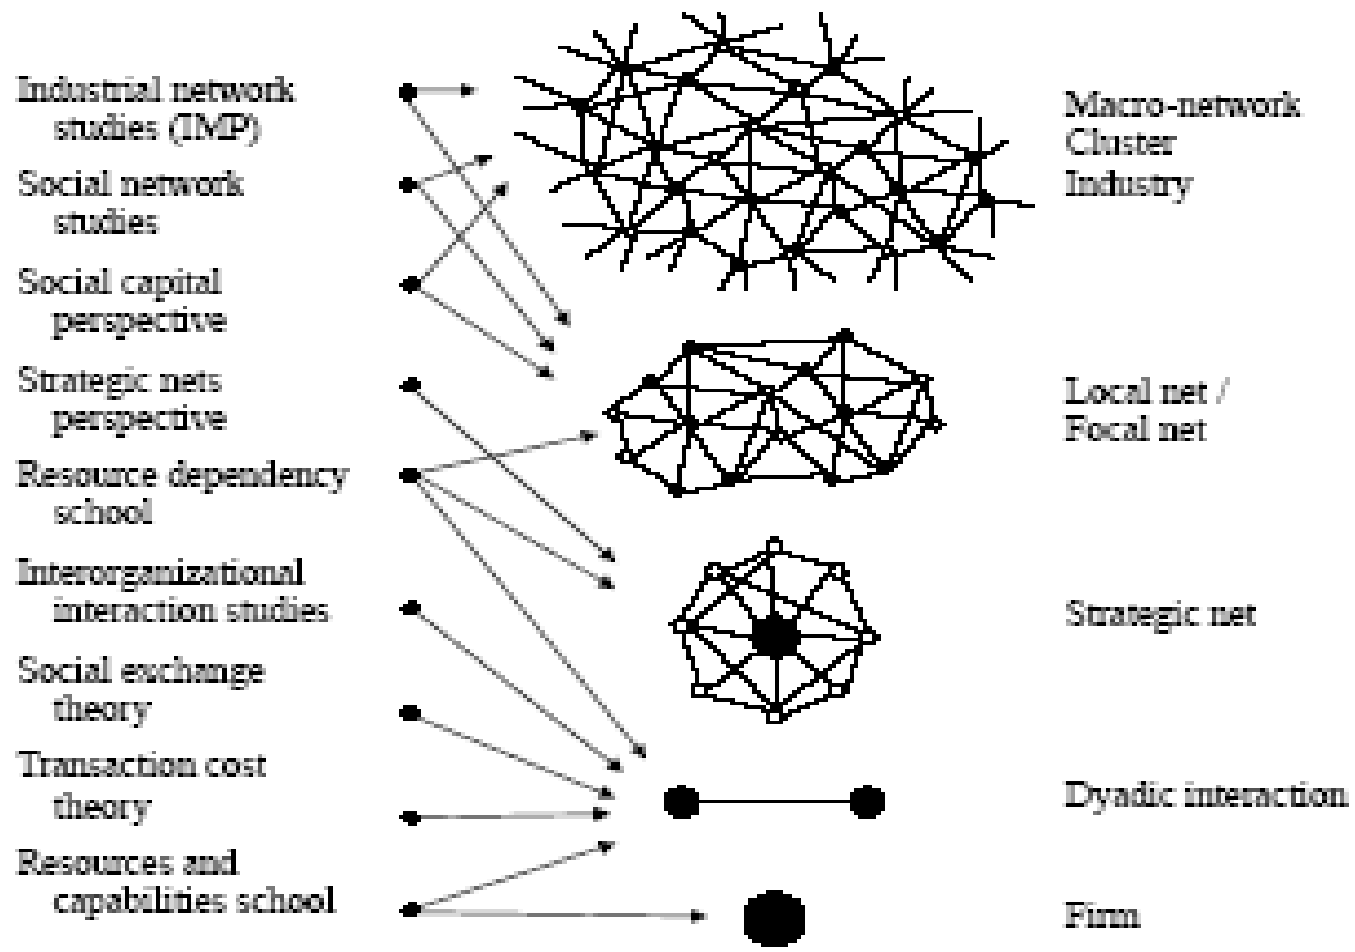 Industrial network
studies (IMP)
Social network
studies
Social capital
perspective
Strategic nets
perspective
Resource dependency
school
Interorganizational
interaction studies
Social exchange
theory
Transaction cost
theory
Resources and
capabilities school
Macro-network
Cluster
Industry
Local net /
Focal net
Strategic net
Dyadic interaction
Firm